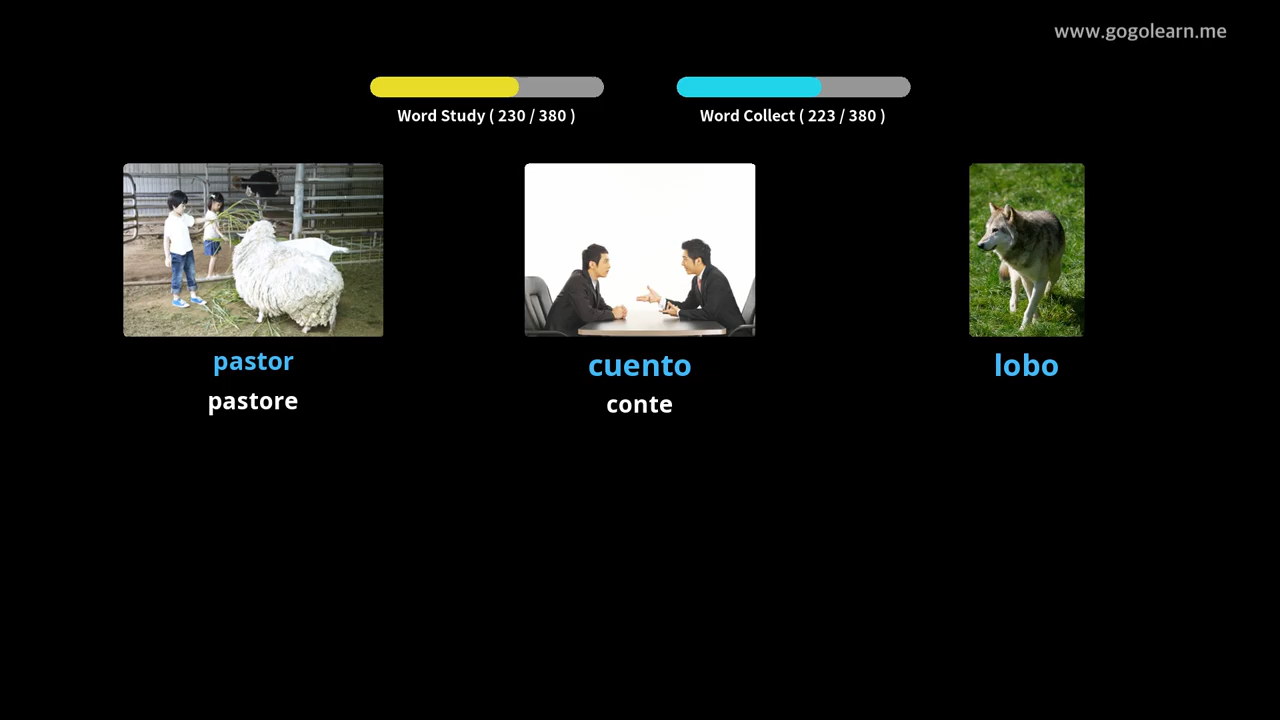 www.gogolearn.me
Word Study ( 230 / 380 )
Word Collect ( 223 / 380 )
pastor
pastore
cuento
conte
lobo